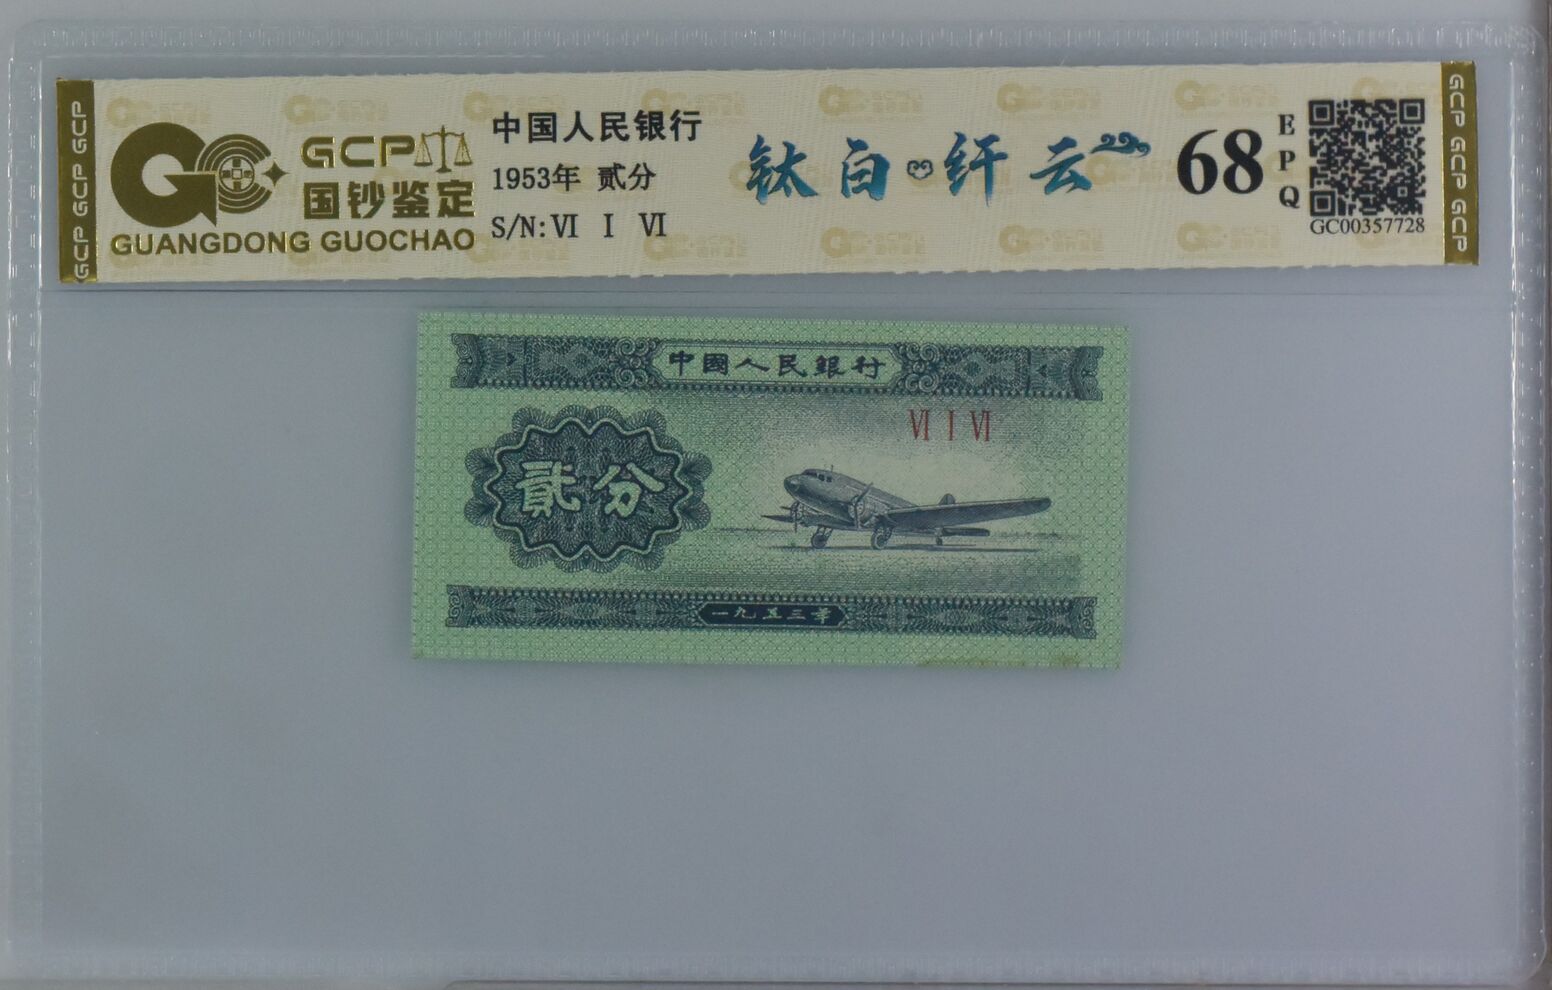 GCP GCP GCP
GCP
国钞鉴定
GUANGDONG GUOCHAO
中国人民银行
1953年 贰分
S/N: VI I VI
钛白·纤云
68
EPQ
GC00357728
GCP GCP GCP
中國人民銀行
VI I VI
貳分
一九五三年